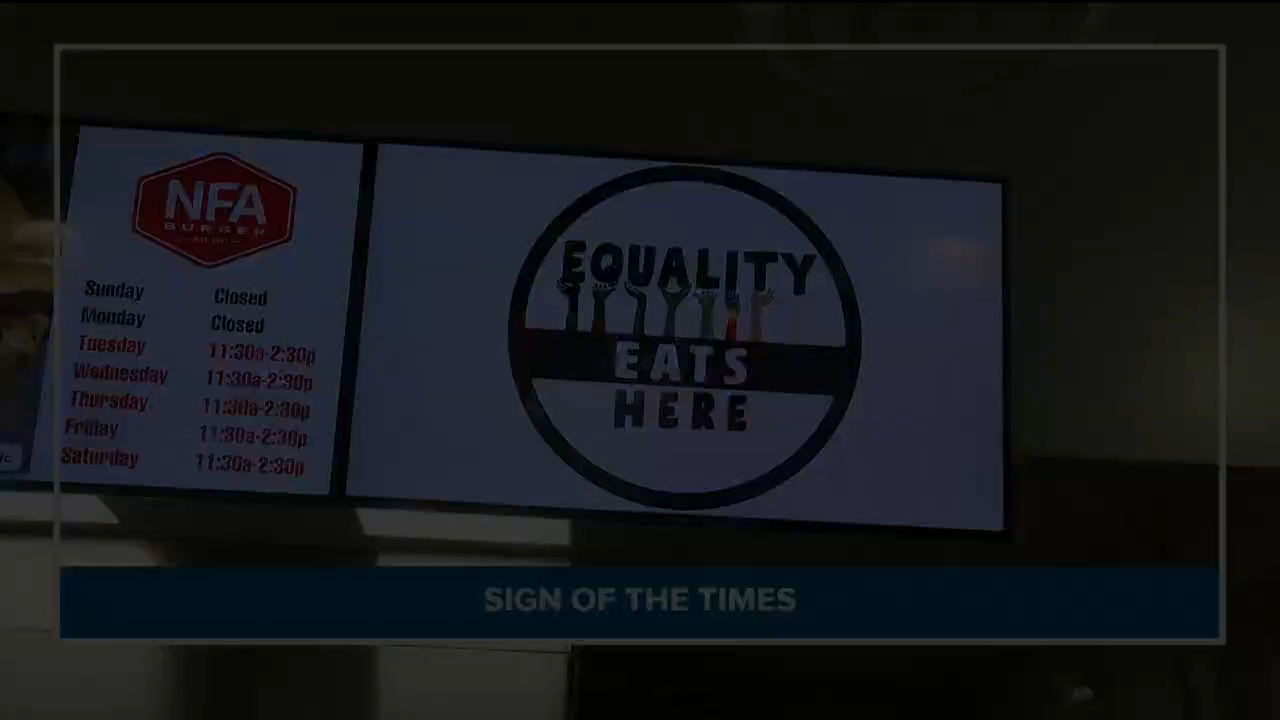 NFA
BURGER
Sunday Closed
Monday Closed
Tuesday 11:30a-2:30p
Wednesday 11:30a-2:30p
Thursday 11:30a-2:30p
Friday 11:30a-2:30p
Saturday 11:30a-2:30p
EQUALITY
EATS
HERE
SIGN OF THE TIMES